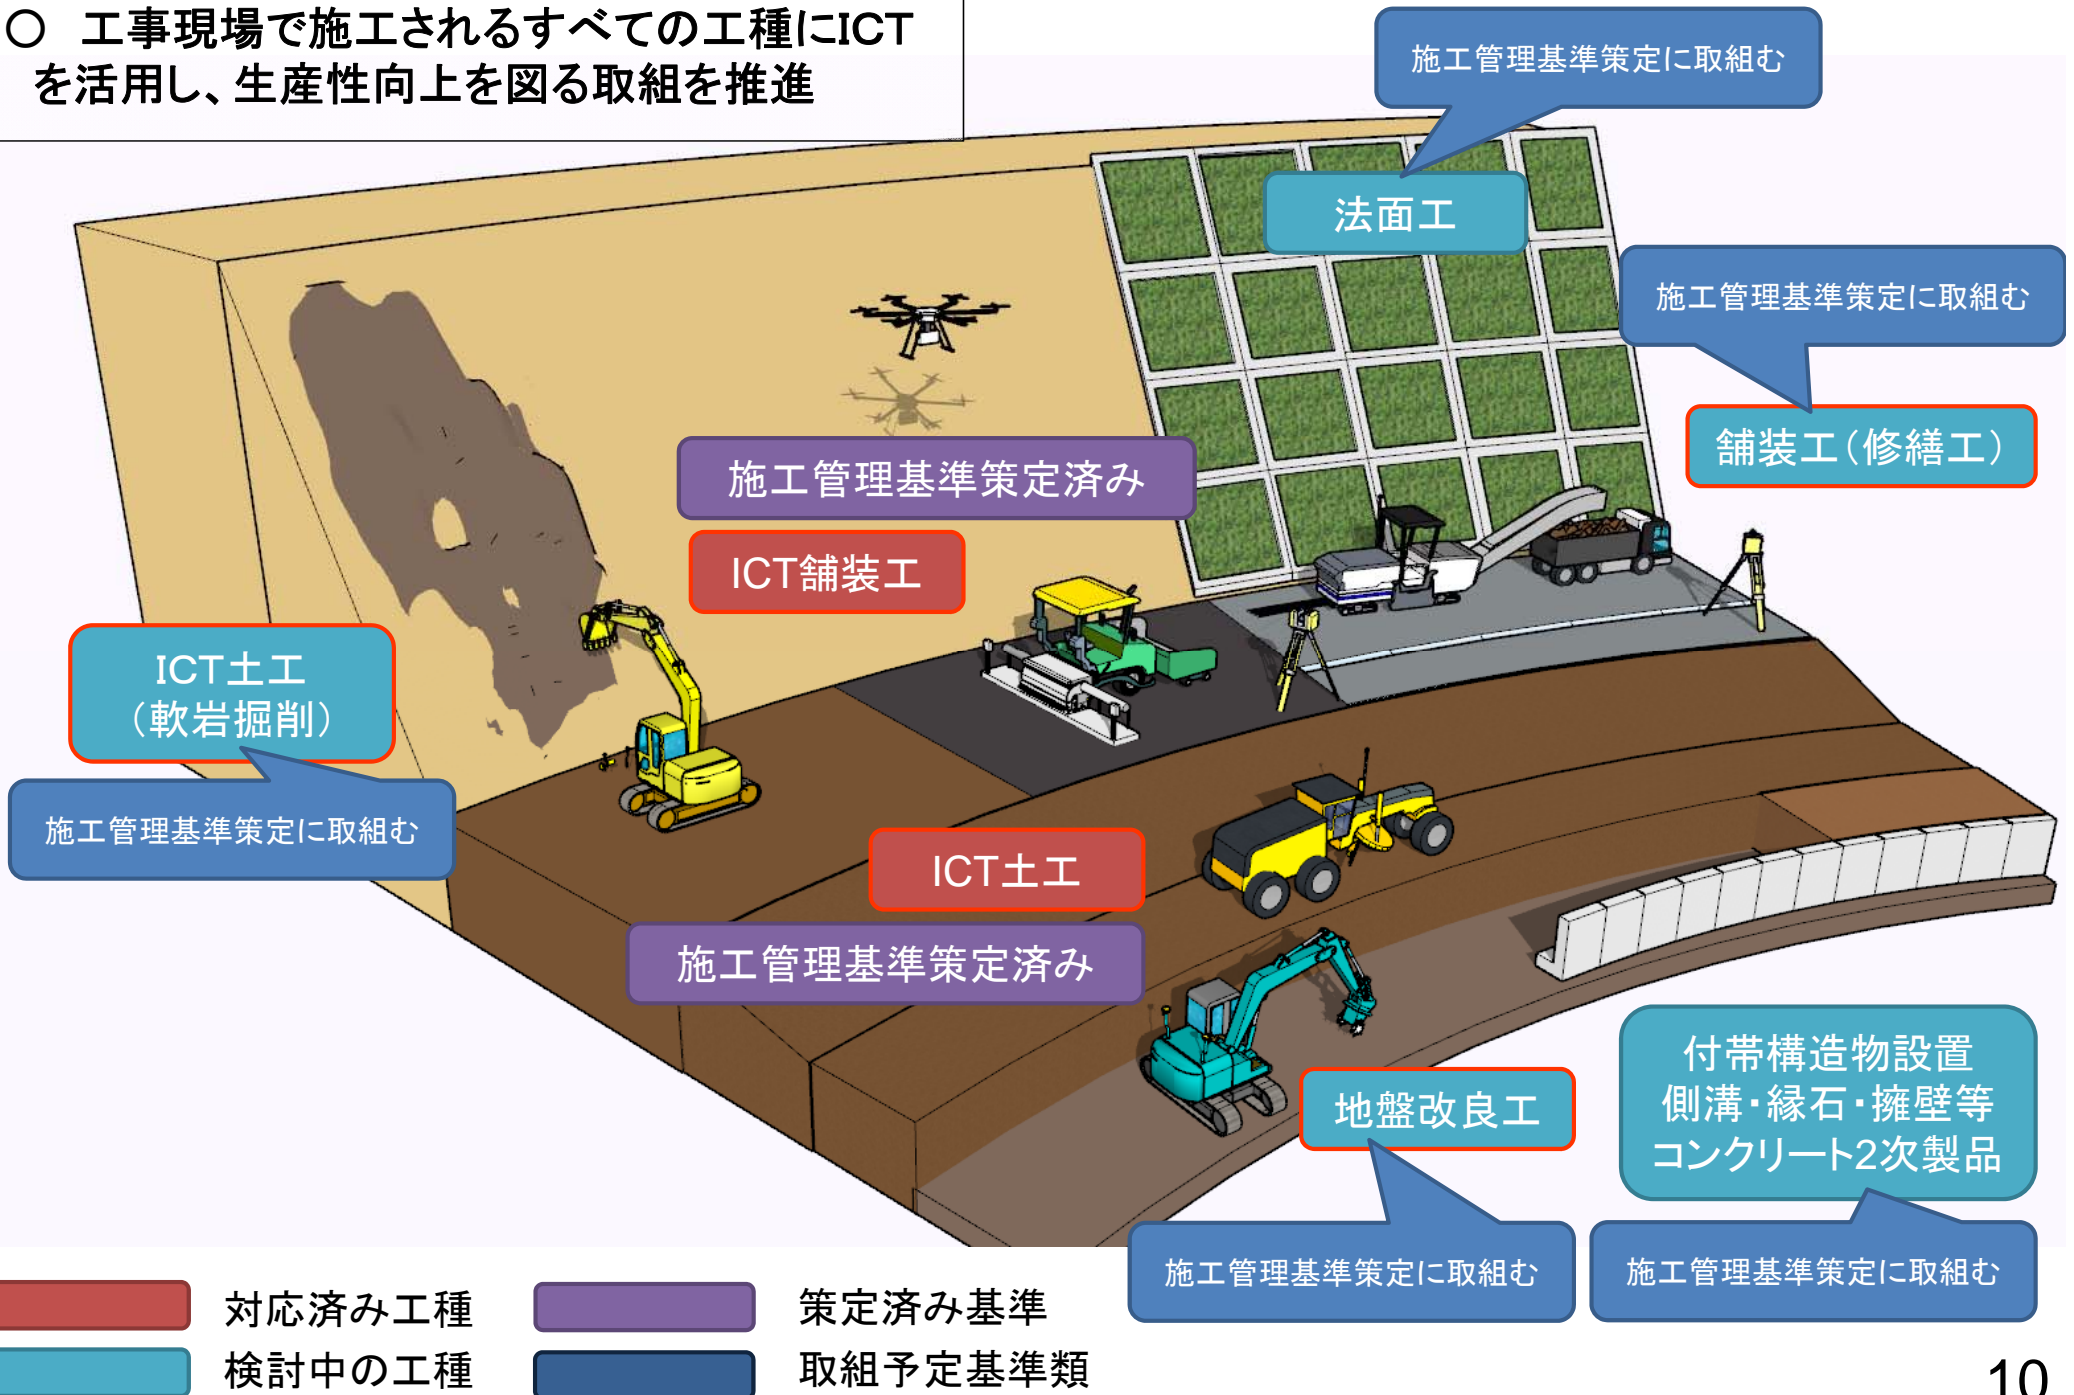 ○ 工事現場で施工されるすべての工種にICT
を活用し、生産性向上を図る取組を推進
施工管理基準策定に取組む
法面工
施工管理基準策定に取組む
舗装工(修繕工)
施工管理基準策定済み
ICT舗装工
ICT土工
(軟岩掘削)
施工管理基準策定に取組む
ICT土工
施工管理基準策定済み
地盤改良工
施工管理基準策定に取組む
付帯構造物設置
側溝・縁石・擁壁等
コンクリート2次製品
施工管理基準策定に取組む
対応済み工種
策定済み基準
検討中の工種
取組予定基準類
10